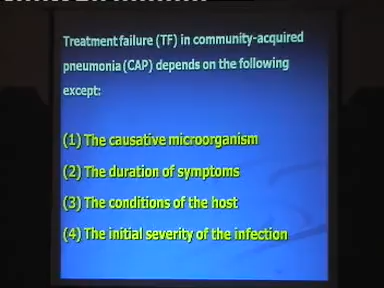 Treatment failure (TF) in community-acquired
pneumonia (CAP) depends on the following
except:
(1) The causative microorganism
(2) The duration of symptoms
(3) The conditions of the host
(4) The initial severity of the infection